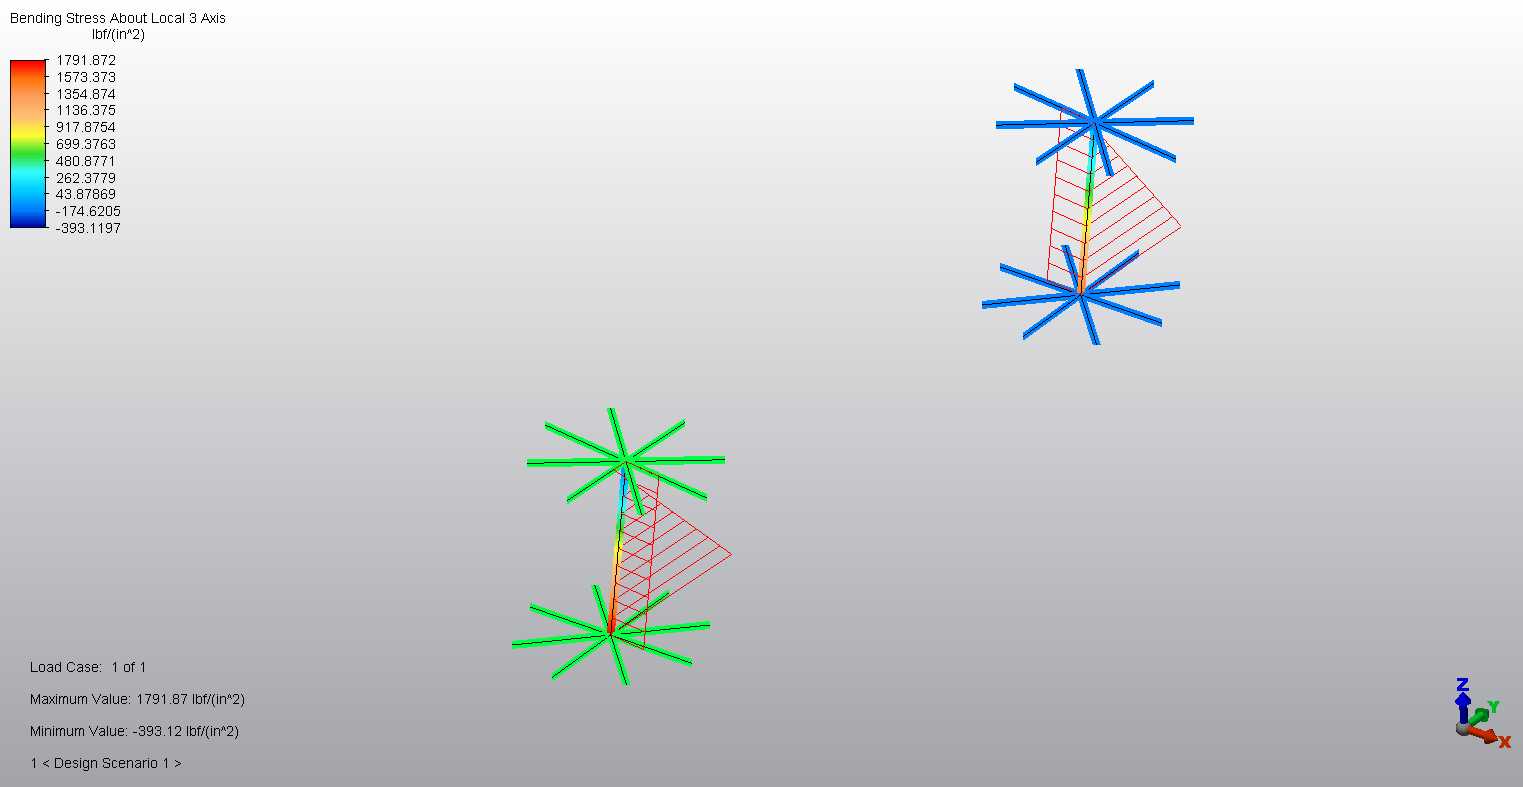 Bending Stress About Local 3 Axis
lbf/(in^2)
1791.872
1573.373
1354.874
1136.375
917.8754
699.3763
480.8771
262.3779
43.87869
-174.6205
-393.1197
Load Case: 1 of 1
Maximum Value: 1791.87 lbf/(in^2)
Minimum Value: -393.12 lbf/(in^2)
1 < Design Scenario 1 >
Z
Y
X